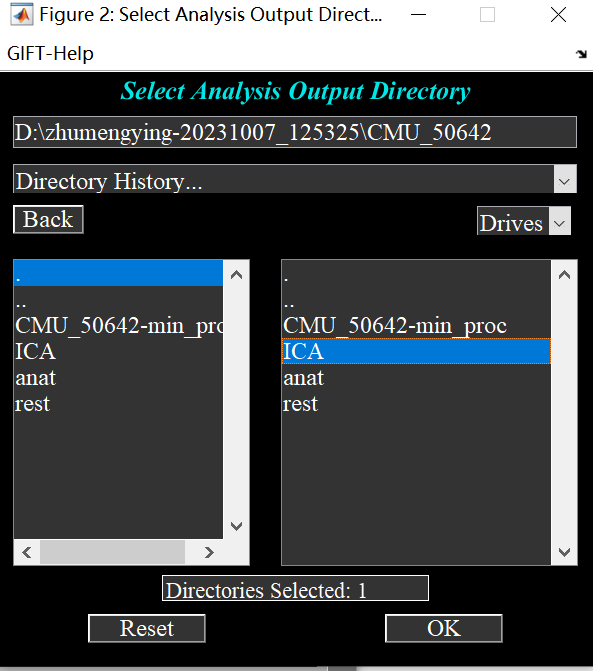 Figure 2: Select Analysis Output Direct...
GIFT-Help
Select Analysis Output Directory
D:\zhumengying-20231007_125325\CMU_50642
Directory History...
Back
Drives
.
..
CMU_50642-min_proc
ICA
anat
rest
.
..
CMU_50642-min_proc
ICA
anat
rest
Directories Selected: 1
Reset
OK